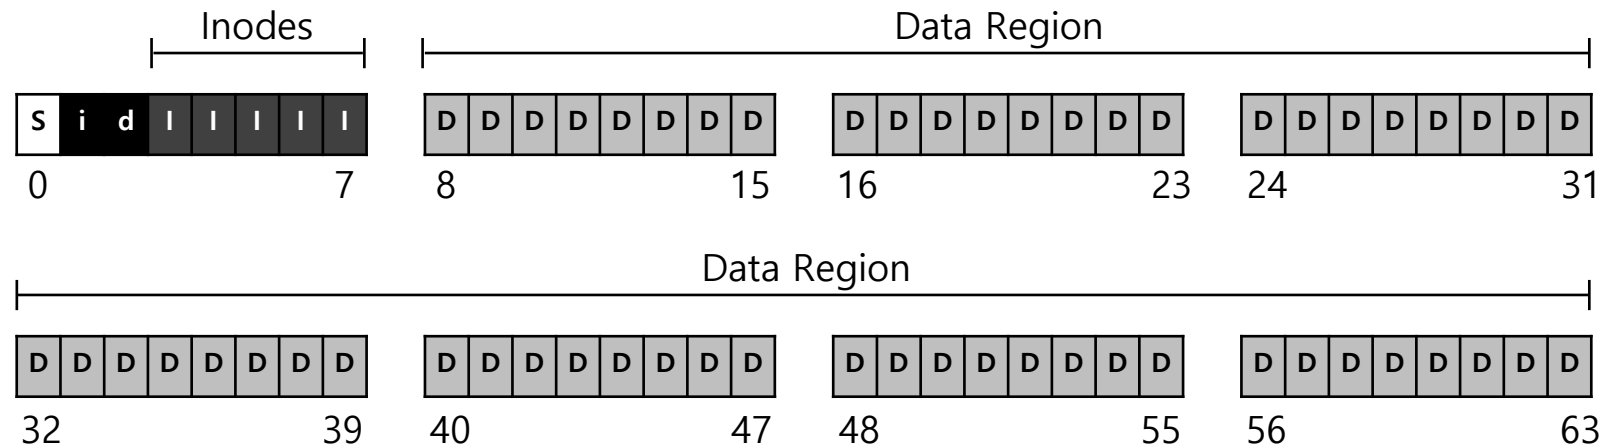 Inodes Data Region
S i d I I I I I D D D D D D D D D D D D D D D D D D D D D D D D
0 7 8 15 16 23 24 31
Data Region
D D D D D D D D D D D D D D D D D D D D D D D D D D D D D D D D
32 39 40 47 48 55 56 63